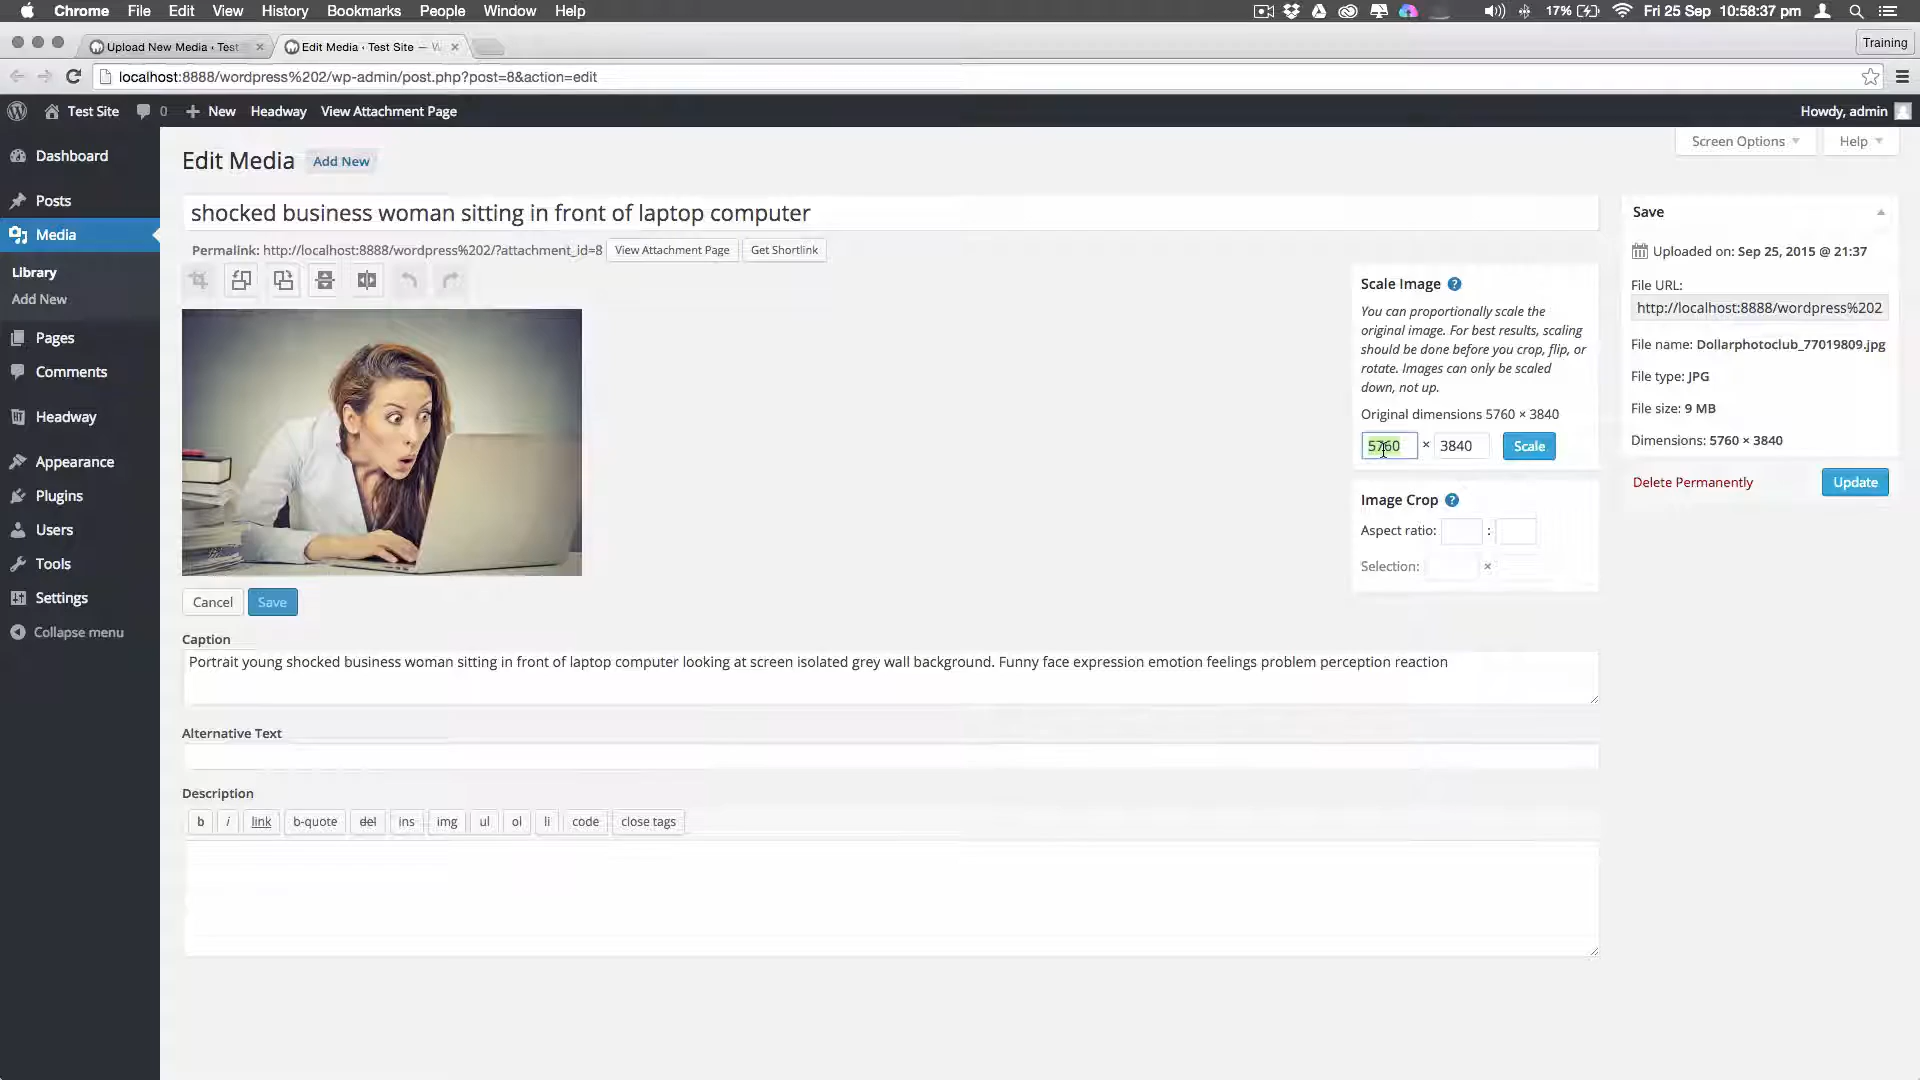 Chrome File Edit View History Bookmarks People Window Help 17% Fri 25 Sep 10:58:37 pm
Upload New Media ‹ Test × Edit Media ‹ Test Site — W × Training
localhost:8888/wordpress%202/wp-admin/post.php?post=8&action=edit
Test Site 0 + New Headway View Attachment Page Howdy, admin
Screen Options Help
Edit Media Add New
Dashboard
Posts
Media
Library
Add New
Pages
Comments
Headway
Appearance
Plugins
Users
Tools
Settings
Collapse menu
shocked business woman sitting in front of laptop computer
Permalink: http://localhost:8888/wordpress%202/?attachment_id=8 View Attachment Page Get Shortlink
Scale Image ?
You can proportionally scale the
original image. For best results, scaling
should be done before you crop, flip, or
rotate. Images can only be scaled
down, not up.
Original dimensions 5760 × 3840
5760 × 3840 Scale
Image Crop ?
Aspect ratio: :
Selection: ×
Save
Uploaded on: Sep 25, 2015 @ 21:37
File URL:
http://localhost:8888/wordpress%202
File name: Dollarphotoclub_77019809.jpg
File type: JPG
File size: 9 MB
Dimensions: 5760 × 3840
Delete Permanently Update
Cancel Save
Caption
Portrait young shocked business woman sitting in front of laptop computer looking at screen isolated grey wall background. Funny face expression emotion feelings problem perception reaction
Alternative Text
Description
b i link b-quote del ins img ul ol li code close tags